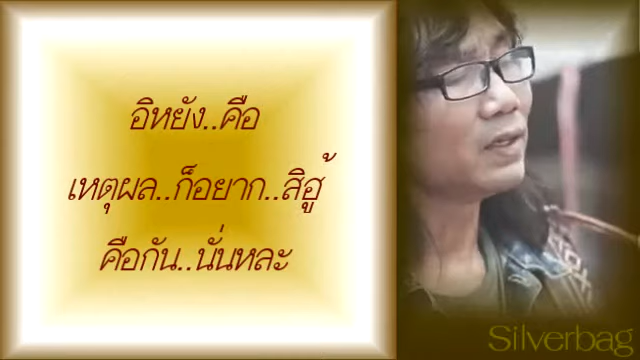 อิหยัง..คือ
เหตุผล..ก็อยาก..สิฮู้
คือกัน..นั่นหละ
Silverbag